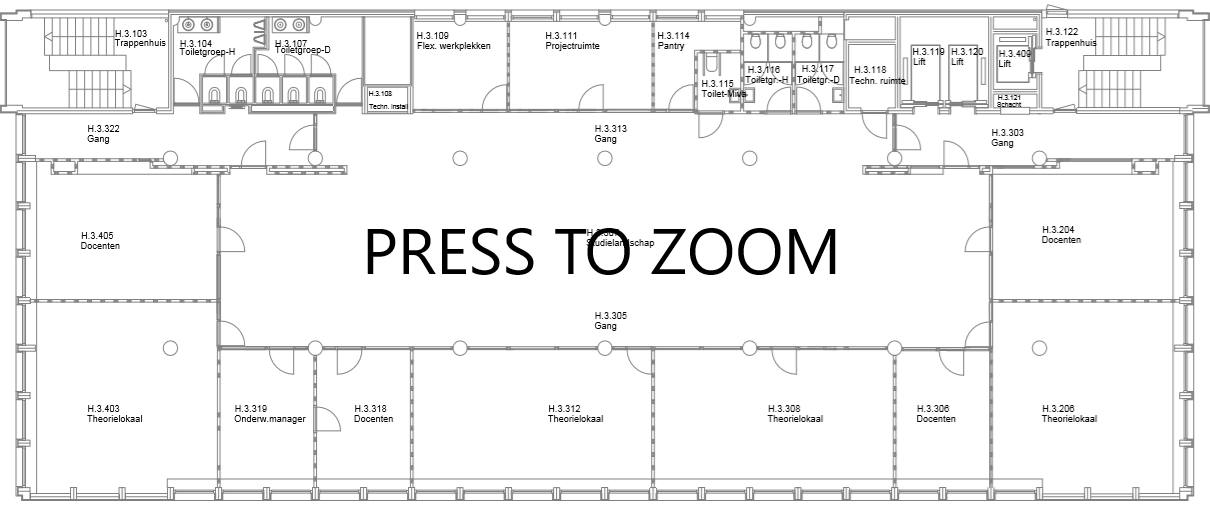 H.3.103
Trappenhuis
H.3.104
Toiletgroep-H
H.3.107
Toiletgroep-D
H.3.108
Techn. install
H.3.109
Flex. werkplekken
H.3.111
Projectruimte
H.3.114
Pantry
H.3.115
Toilet-Miva
H.3.116
Toiletgr.-H
H.3.117
Toiletgr.-D
H.3.118
Techn. ruimte
H.3.119
Lift
H.3.120
Lift
H.3.409
Lift
H.3.121
Schacht
H.3.122
Trappenhuis
H.3.322
Gang
H.3.313
Gang
H.3.303
Gang
H.3.405
Docenten
Studielandschap
PRESS TO ZOOM
H.3.204
Docenten
H.3.305
Gang
H.3.403
Theorielokaal
H.3.319
Onderw.manager
H.3.318
Docenten
H.3.312
Theorielokaal
H.3.308
Theorielokaal
H.3.306
Docenten
H.3.206
Theorielokaal